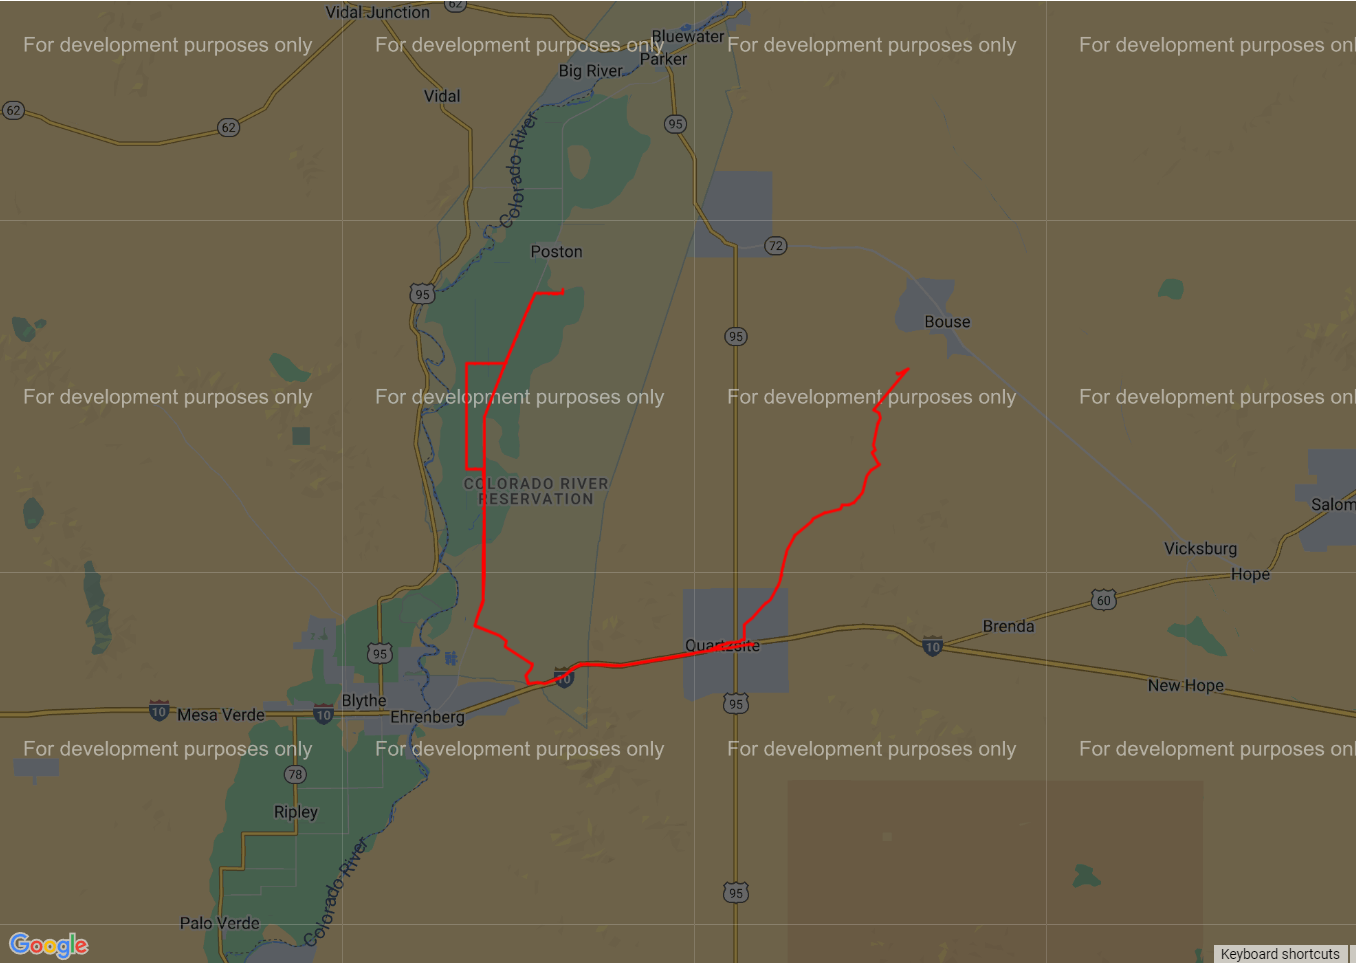 62
Vidal Junction
Bluewater
For development purposes only
For development purposes only
For development purposes only
For development purposes onl
Parker
Big River
Vidal
62
62
95
Colorado River
Colorado River
72
Poston
95
Bouse
95
For development purposes only
For development purposes only
For development purposes only
For development purposes onl
COLORADO RIVER
RESERVATION
Salom
Vicksburg
Hope
60
Brenda
Quartzsite
10
95
10
New Hope
Blythe
95
10
Mesa Verde
10
Ehrenberg
For development purposes only
For development purposes only
For development purposes only
For development purposes onl
78
Ripley
Colorado River
95
Palo Verde
Google
Keyboard shortcuts